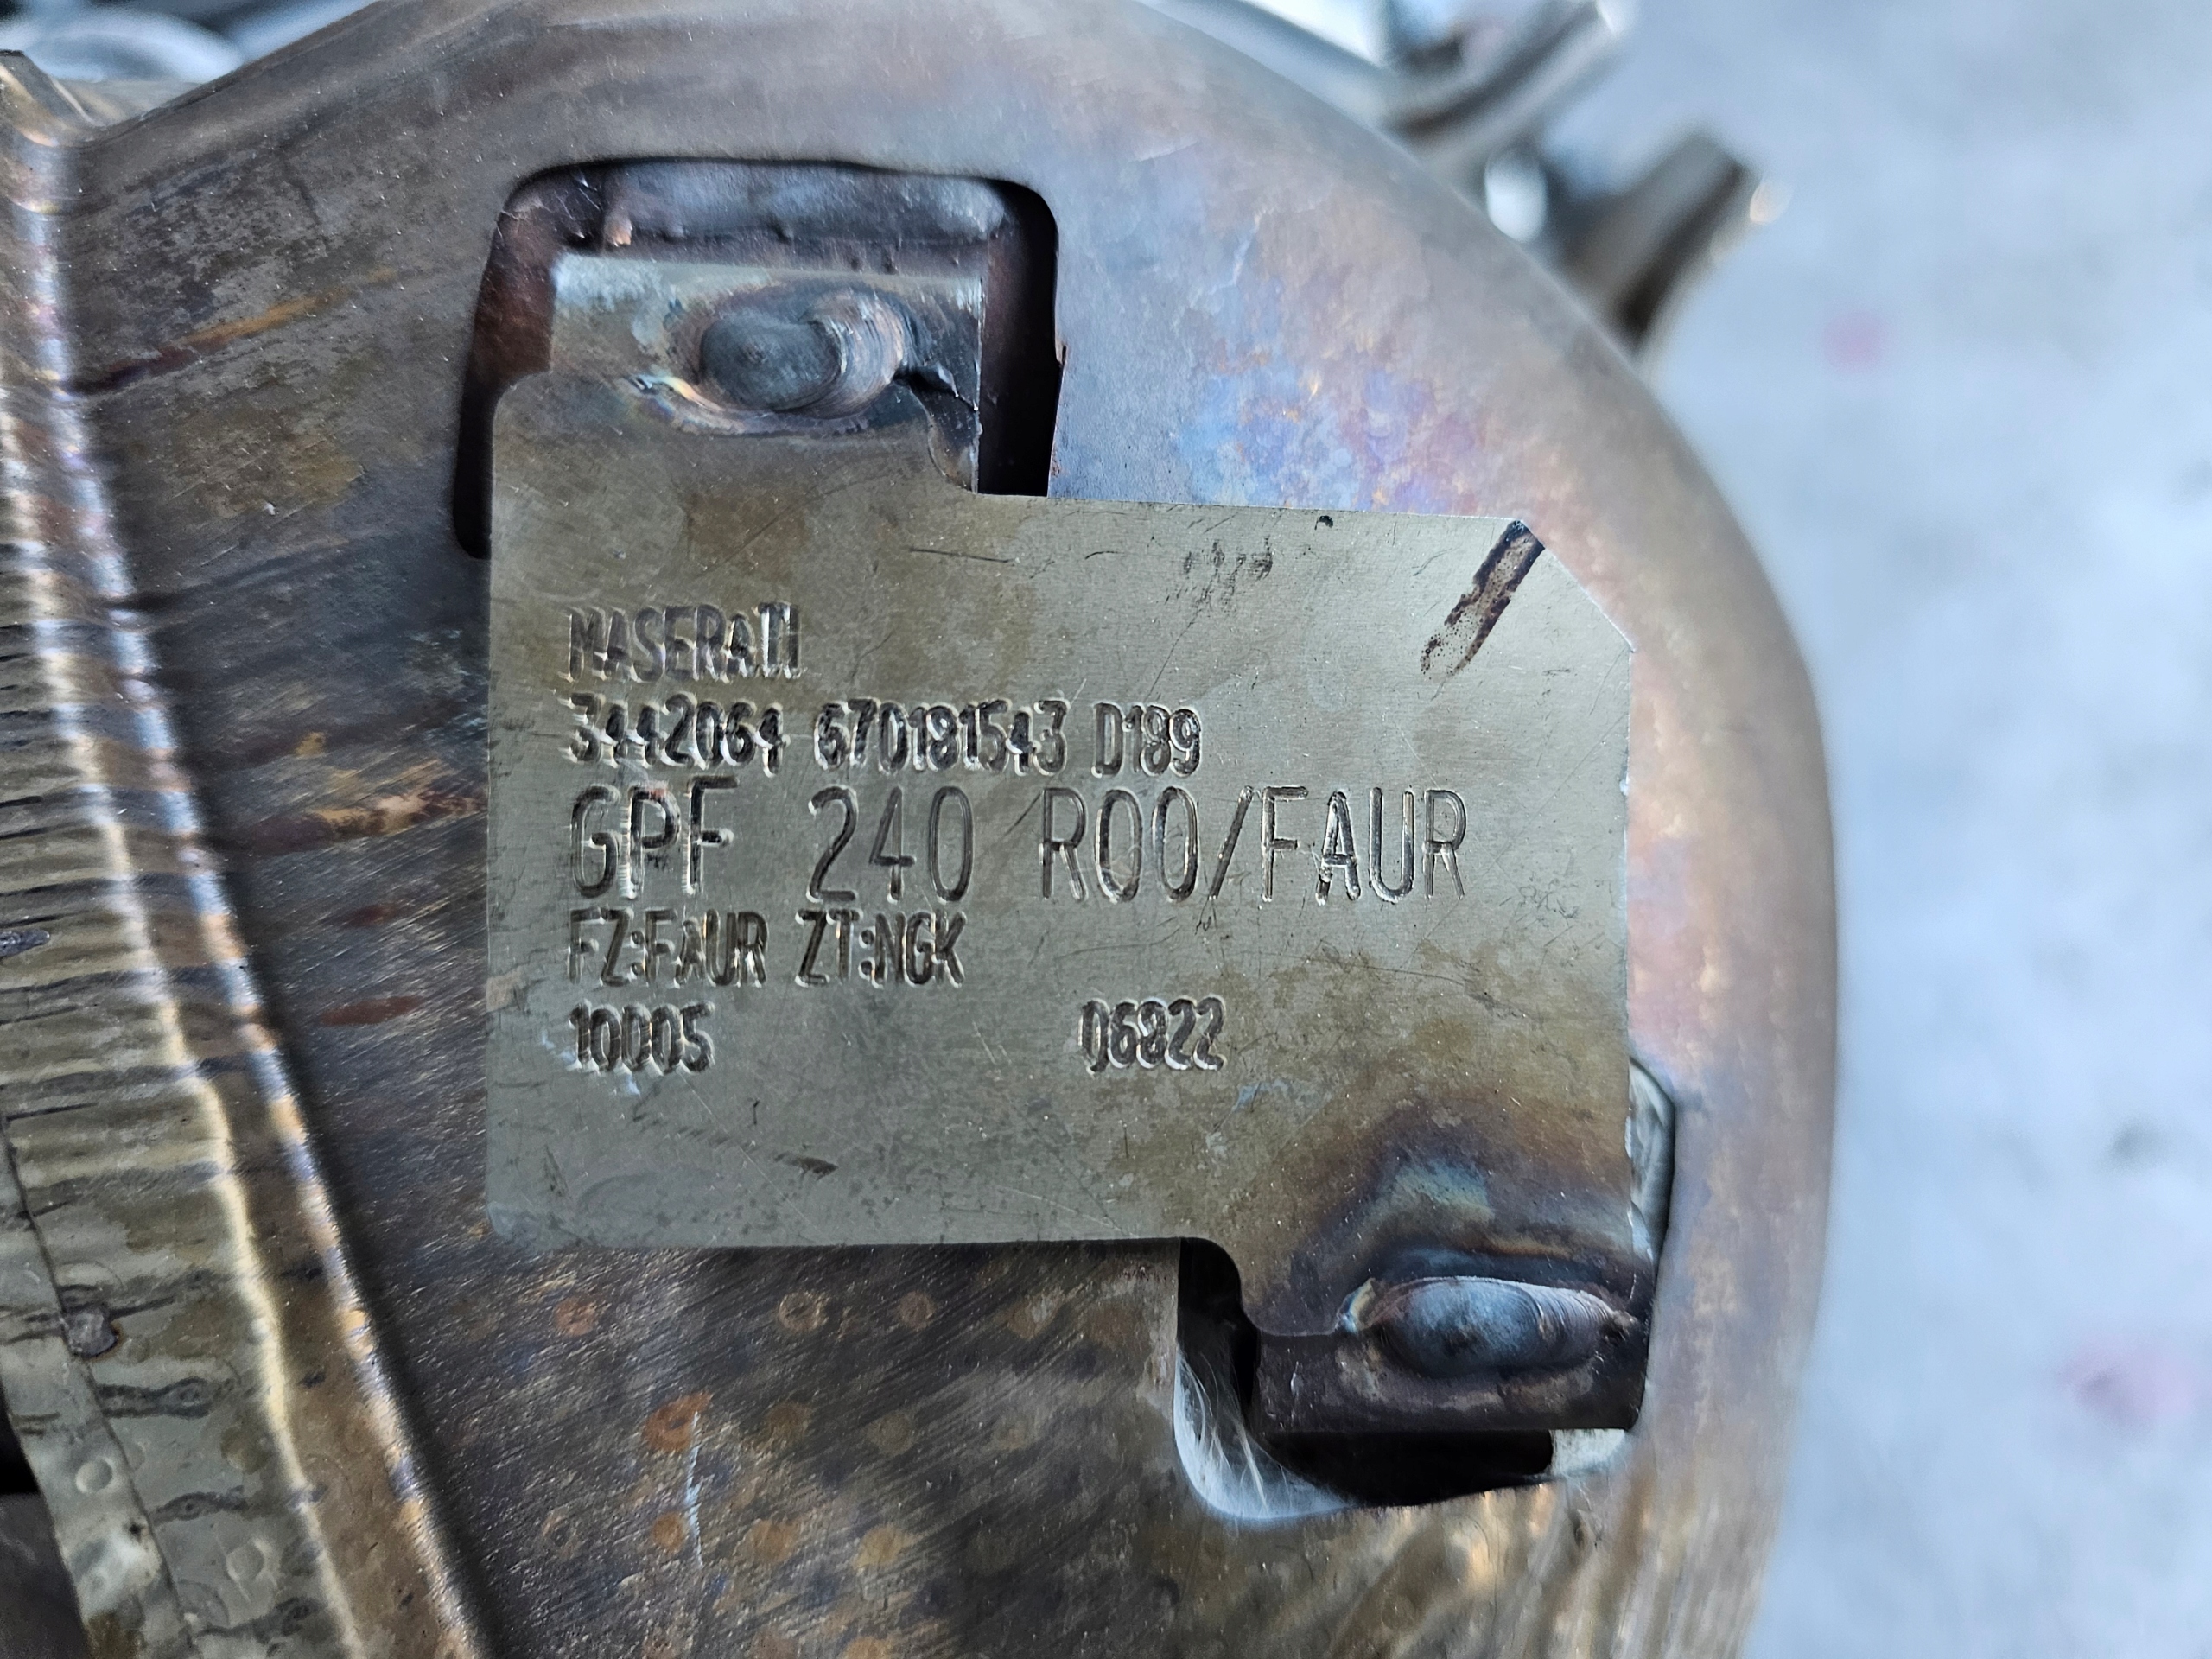 MASERATI
3442064 670181543 D189
GPF 240 R00/FAUR
FZ:FAUR ZT:NGK
10005 06822